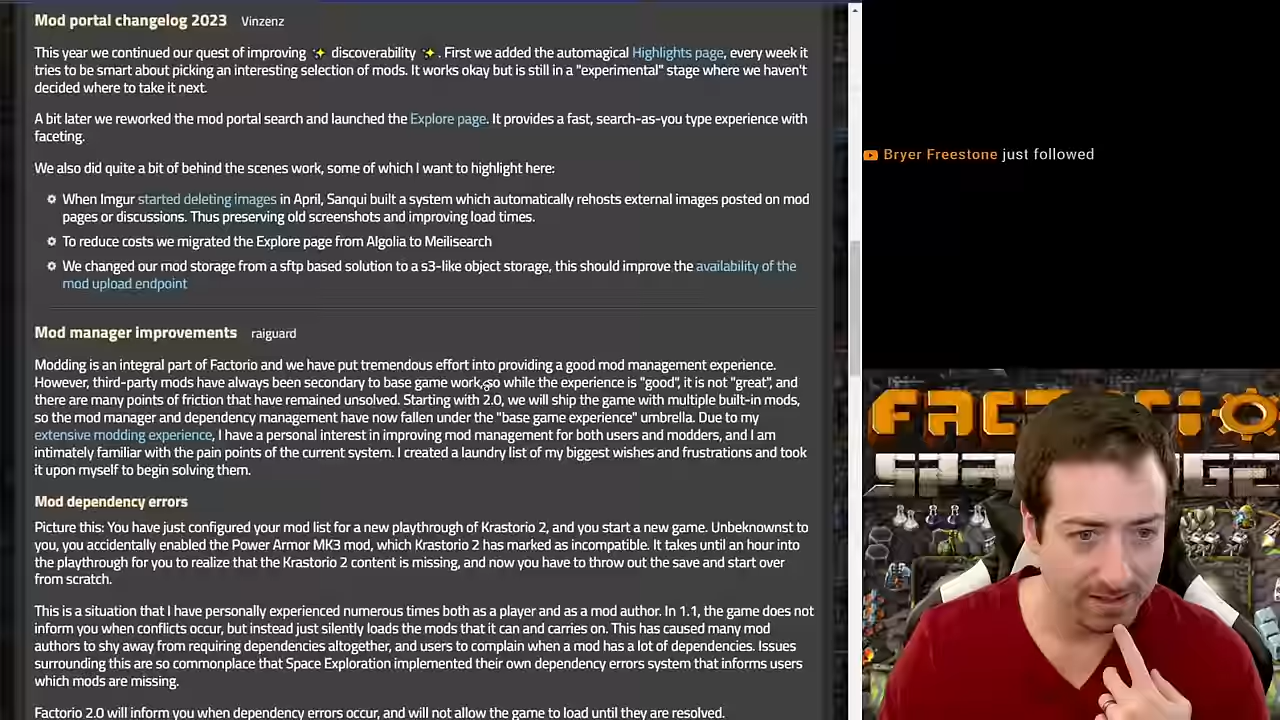 Mod portal changelog 2023 Vinzenz
This year we continued our quest of improving ✨ discoverability ✨. First we added the automagical Highlights page, every week it
tries to be smart about picking an interesting selection of mods. It works okay but is still in a "experimental" stage where we haven't
decided where to take it next.
A bit later we reworked the mod portal search and launched the Explore page. It provides a fast, search-as-you type experience with
faceting.
We also did quite a bit of behind the scenes work, some of which I want to highlight here:
When Imgur started deleting images in April, Sanqui built a system which automatically rehosts external images posted on mod
pages or discussions. Thus preserving old screenshots and improving load times.
To reduce costs we migrated the Explore page from Algolia to Meilisearch
We changed our mod storage from a sftp based solution to a s3-like object storage, this should improve the availability of the
mod upload endpoint
Mod manager improvements raiguard
Modding is an integral part of Factorio and we have put tremendous effort into providing a good mod management experience.
However, third-party mods have always been secondary to base game work, so while the experience is "good", it is not "great", and
there are many points of friction that have remained unsolved. Starting with 2.0, we will ship the game with multiple built-in mods,
so the mod manager and dependency management have now fallen under the "base game experience" umbrella. Due to my
extensive modding experience, I have a personal interest in improving mod management for both users and modders, and I am
intimately familiar with the pain points of the current system. I created a laundry list of my biggest wishes and frustrations and took
it upon myself to begin solving them.
Mod dependency errors
Picture this: You have just configured your mod list for a new playthrough of Krastorio 2, and you start a new game. Unbeknownst to
you, you accidentally enabled the Power Armor MK3 mod, which Krastorio 2 has marked as incompatible. It takes until an hour into
the playthrough for you to realize that the Krastorio 2 content is missing, and now you have to throw out the save and start over
from scratch.
This is a situation that I have personally experienced numerous times both as a player and as a mod author. In 1.1, the game does not
inform you when conflicts occur, but instead just silently loads the mods that it can and carries on. This has caused many mod
authors to shy away from requiring dependencies altogether, and users to complain when a mod has a lot of dependencies. Issues
surrounding this are so commonplace that Space Exploration implemented their own dependency errors system that informs users
which mods are missing.
Factorio 2.0 will inform you when dependency errors occur, and will not allow the game to load until they are resolved.
Bryer Freestone just followed